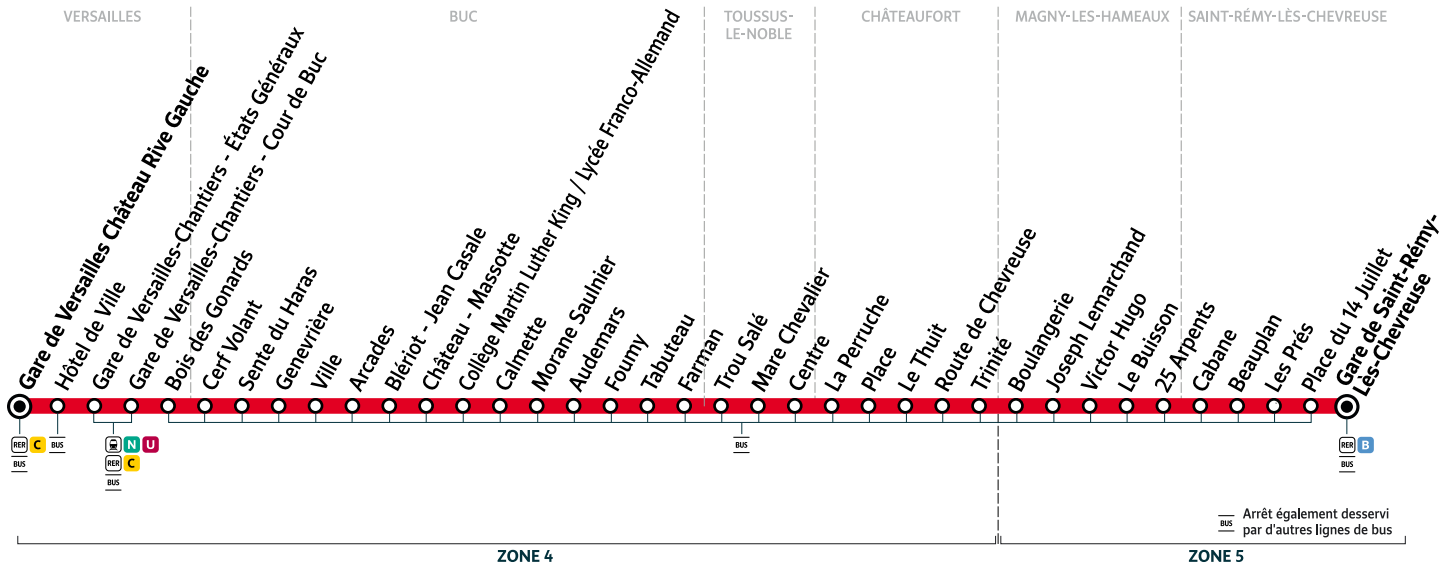 VERSAILLES
BUC
TOUSSUS-
LE-NOBLE
CHÂTEAUFORT
MAGNY-LES-HAMEAUX
SAINT-RÉMY-LÈS-CHEVREUSE
Gare de Versailles Château Rive Gauche
Hôtel de Ville
Gare de Versailles-Chantiers - États Généraux
Gare de Versailles-Chantiers - Cour de Buc
Bois des Gonards
Cerf Volant
Sente du Haras
Genevrière
Ville
Arcades
Blériot - Jean Casale
Château - Massotte
Collège Martin Luther King / Lycée Franco-Allemand
Calmette
Morane Saulnier
Audemars
Fourny
Tabuteau
Farman
Trou Salé
Mare Chevalier
Centre
La Perruche
Place
Le Thuit
Route de Chevreuse
Trinité
Boulangerie
Joseph Lemarchand
Victor Hugo
Le Buisson
25 Arpents
Cabane
Beauplan
Les Prés
Place du 14 Juillet
Gare de Saint-Rémy-
Lès-Chevreuse
RER C
BUS
BUS
N U
RER C
BUS
BUS
RER B
BUS
BUS Arrêt également desservi
par d'autres lignes de bus
ZONE 4
ZONE 5